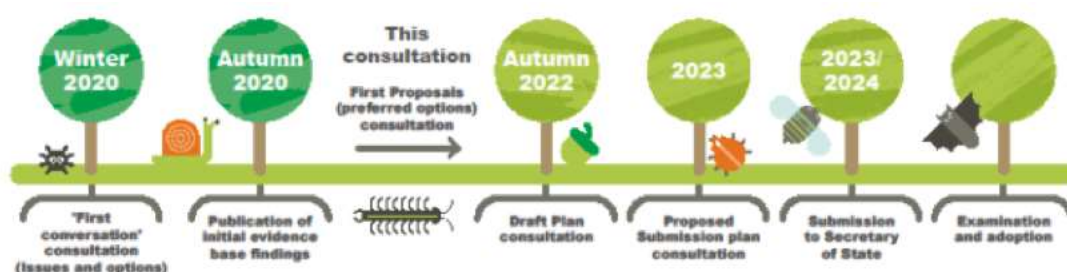 Winter
2020
Autumn
2020
This
consultation
First Proposals
(preferred options)
consultation
Autumn
2022
2023
2023/
2024
'First
conversation'
consultation
(Issues and options)
Publication of
initial evidence
base findings
Draft Plan
consultation
Proposed
Submission plan
consultation
Submission
to Secretary
of State
Examination
and adoption